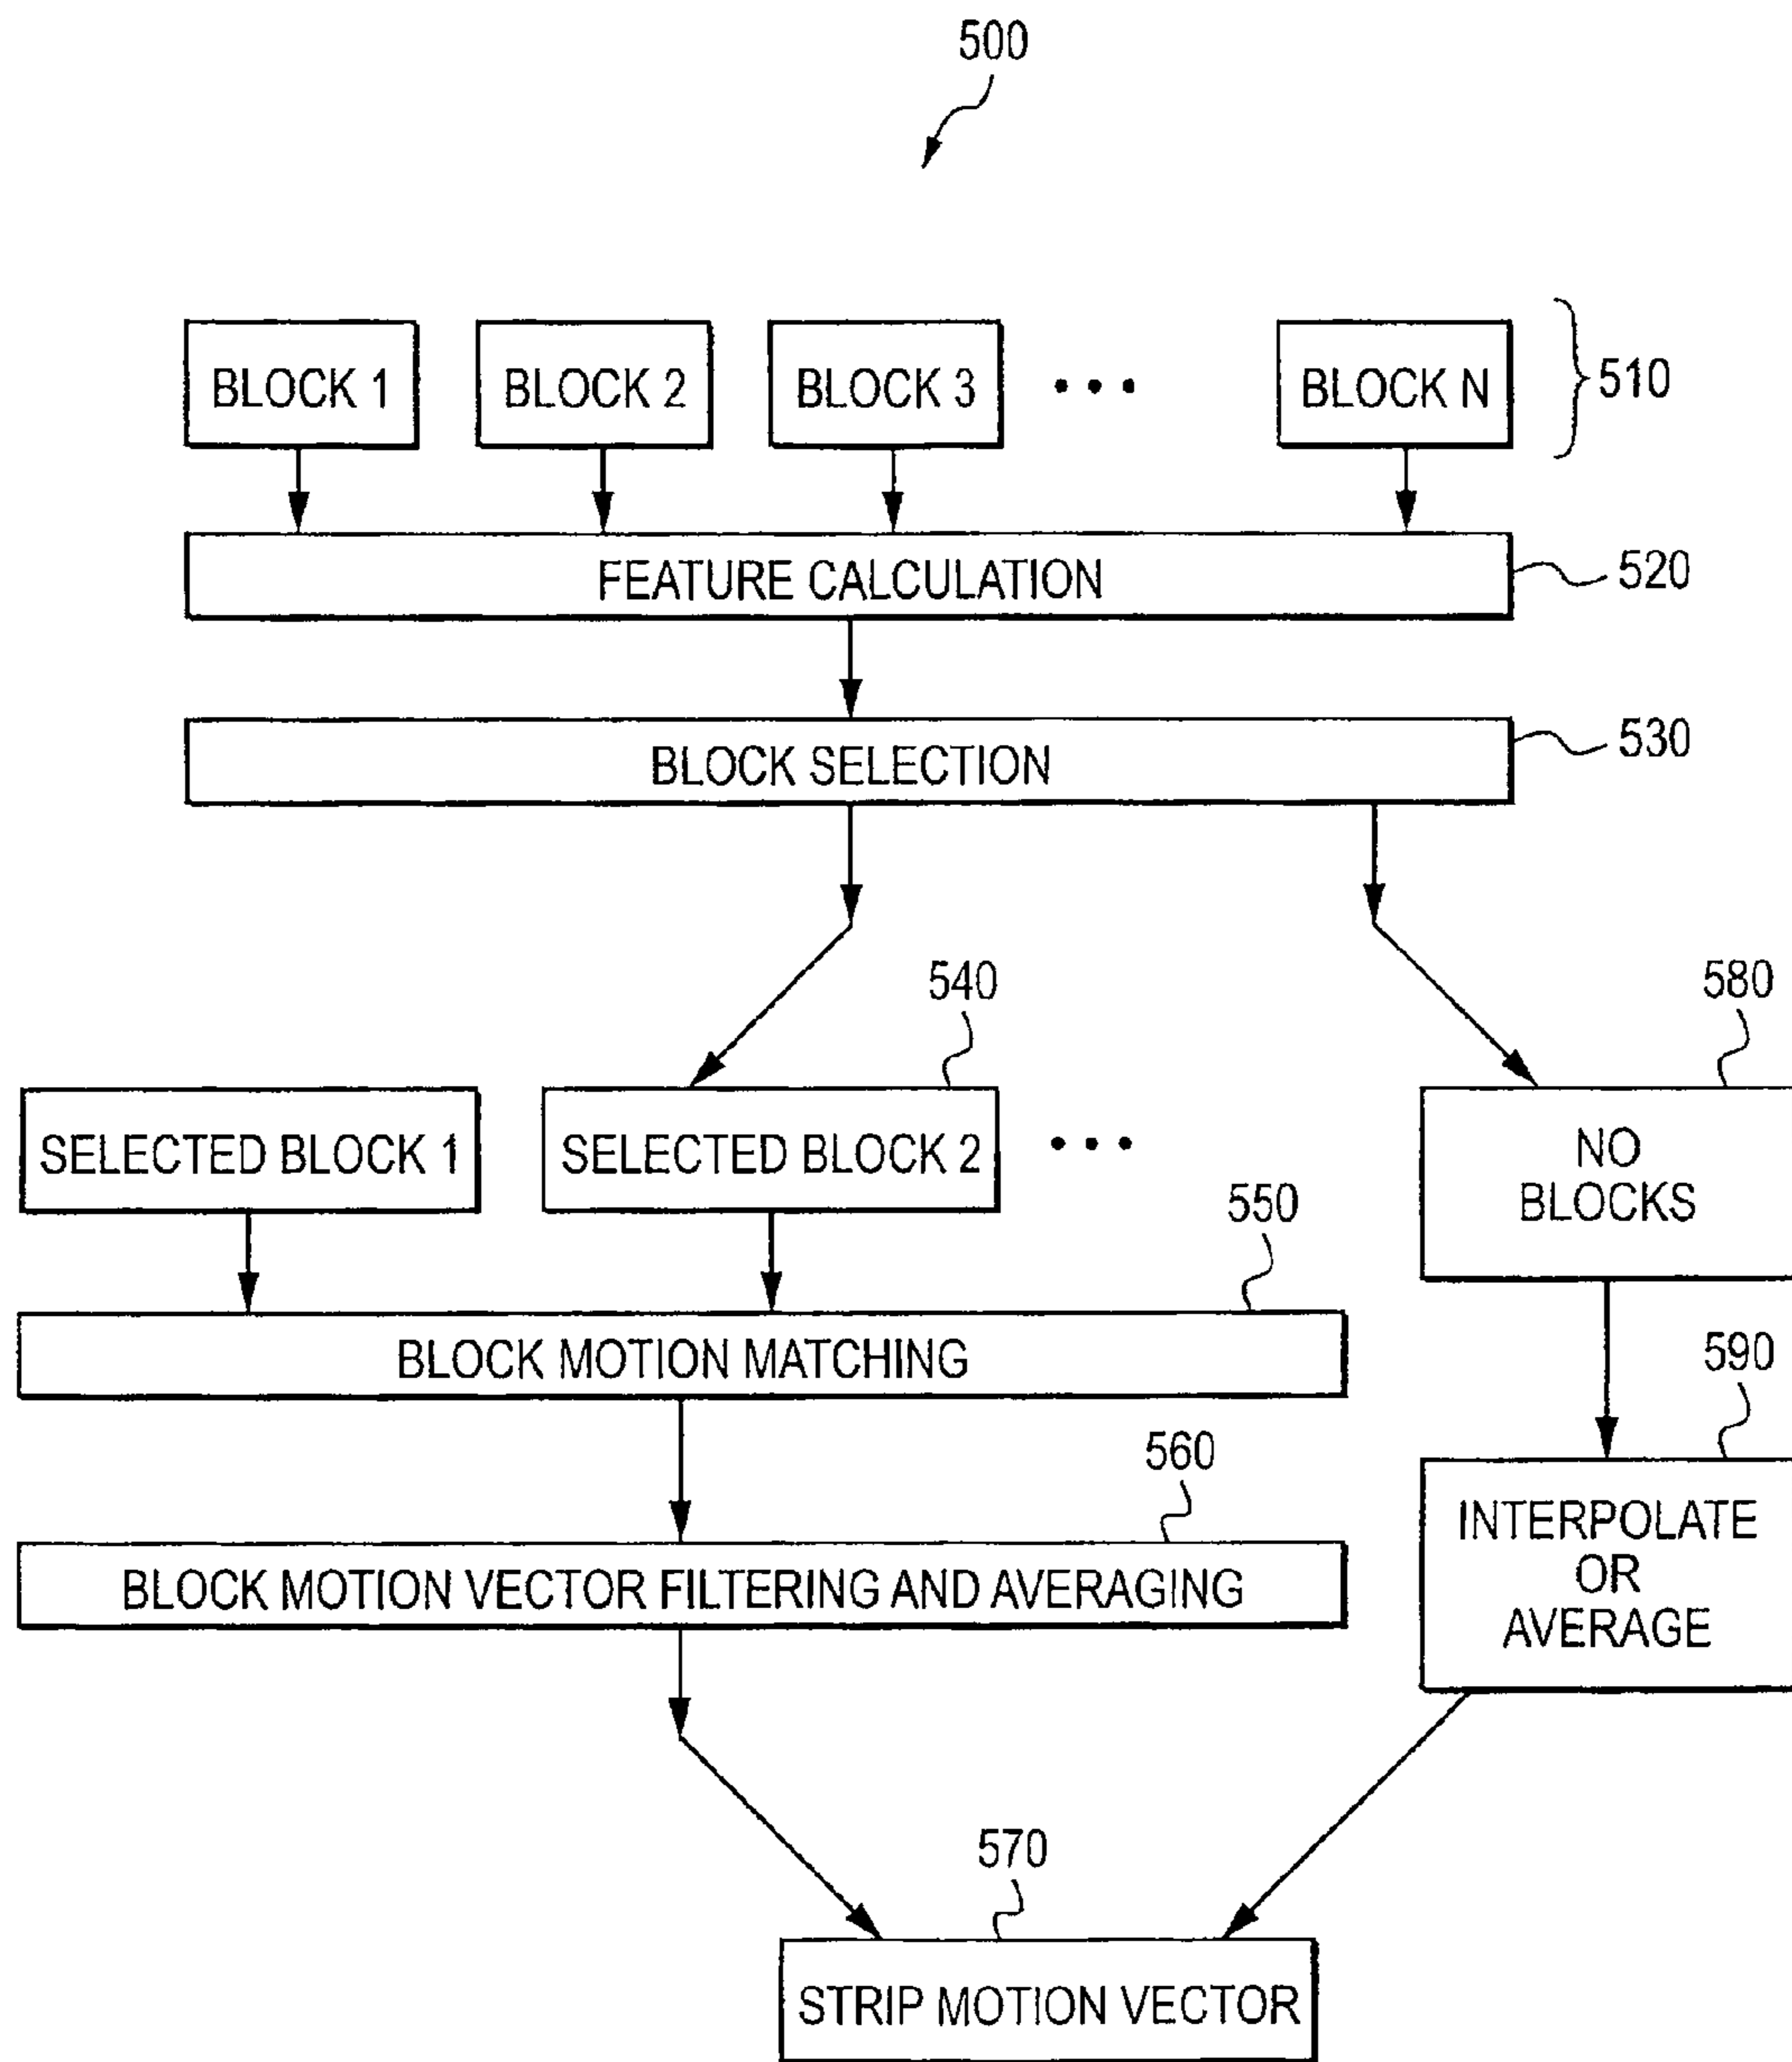 500
BLOCK 1 BLOCK 2 BLOCK 3 ••• BLOCK N 510
FEATURE CALCULATION 520
BLOCK SELECTION 530
540 580
SELECTED BLOCK 1 SELECTED BLOCK 2 •••
NO
BLOCKS
550
BLOCK MOTION MATCHING
590
560
INTERPOLATE
OR
AVERAGE
BLOCK MOTION VECTOR FILTERING AND AVERAGING
570
STRIP MOTION VECTOR